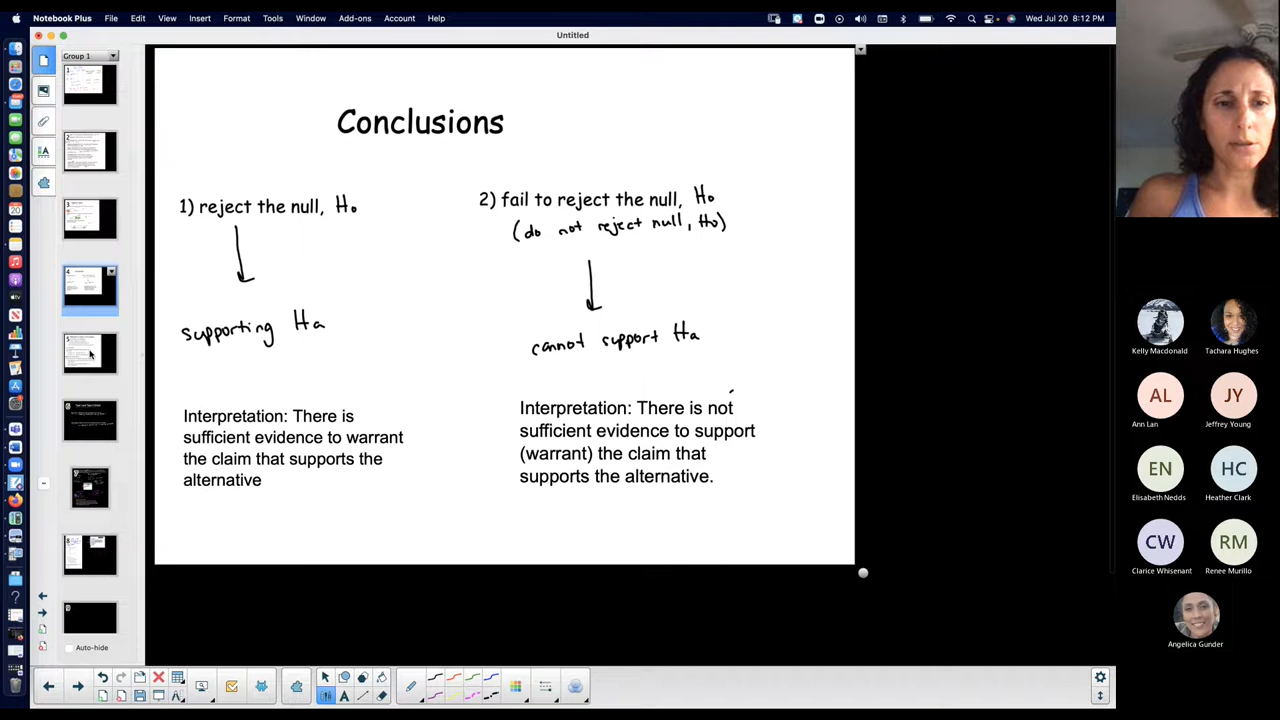 Notebook Plus File Edit View Insert Format Tools Window Add-ons Account Help
Wed Jul 20 8:12 PM
Untitled
Group 1
Conclusions
1) reject the null, Ho
supporting Ha
Interpretation: There is
sufficient evidence to warrant
the claim that supports the
alternative
2) fail to reject the null, Ho
(do not reject null, Ho)
cannot support Ha
Interpretation: There is not
sufficient evidence to support
(warrant) the claim that
supports the alternative.
Auto-hide
Kelly Macdonald
Tachara Hughes
AL
Ann Lan
JY
Jeffrey Young
EN
Elisabeth Nedds
HC
Heather Clark
CW
Clarice Whisenant
RM
Renee Murillo
Angelica Gunder